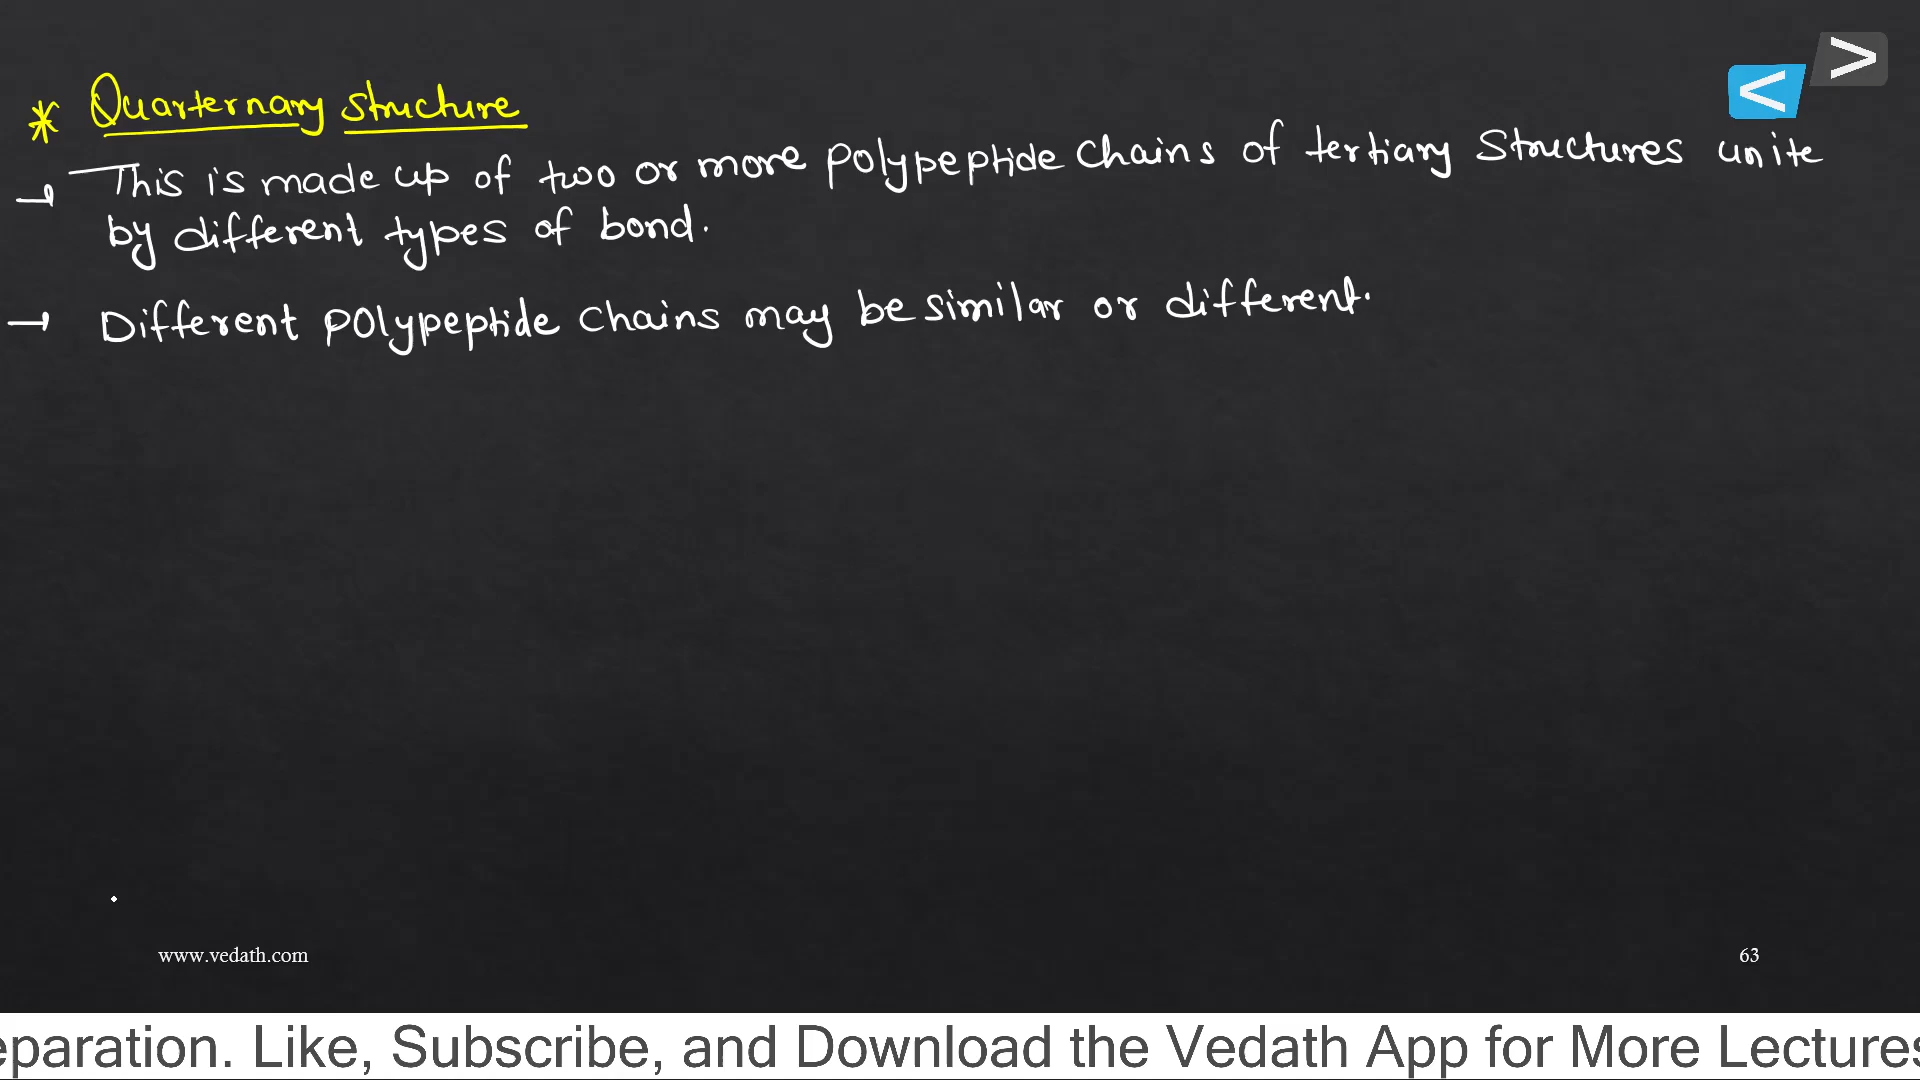 * Quarternary structure
→ This is made up of two or more polypeptide chains of tertiary structures unite
by different types of bond.
→ Different polypeptide chains may be similar or different.
www.vedath.com
63
eparation. Like, Subscribe, and Download the Vedath App for More Lectures